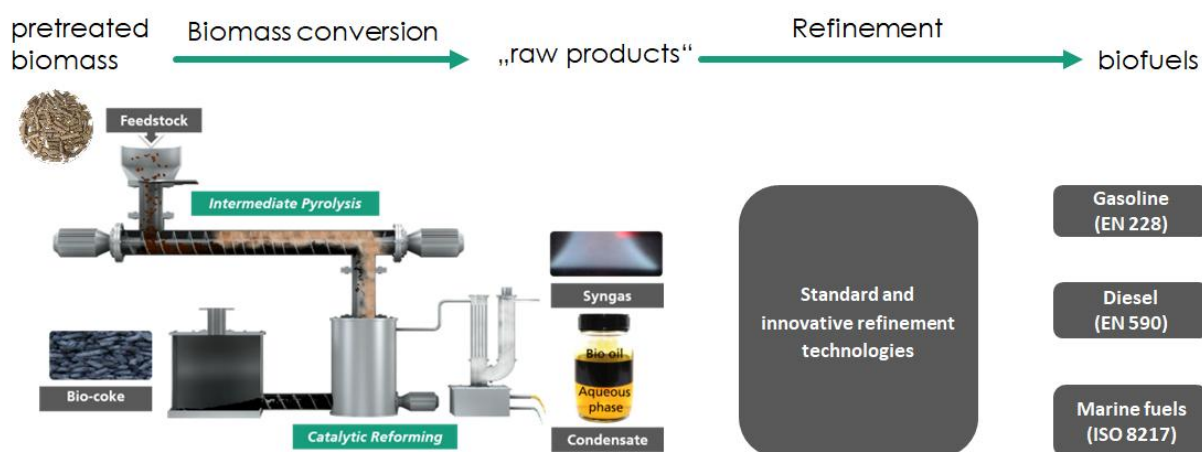 pretreated
biomass
Biomass conversion
„raw products“
Refinement
biofuels
Feedstock
Intermediate Pyrolysis
Syngas
Bio-coke
Bio oil
Aqueous
phase
Catalytic Reforming
Condensate
Standard and
innovative refinement
technologies
Gasoline
(EN 228)
Diesel
(EN 590)
Marine fuels
(ISO 8217)